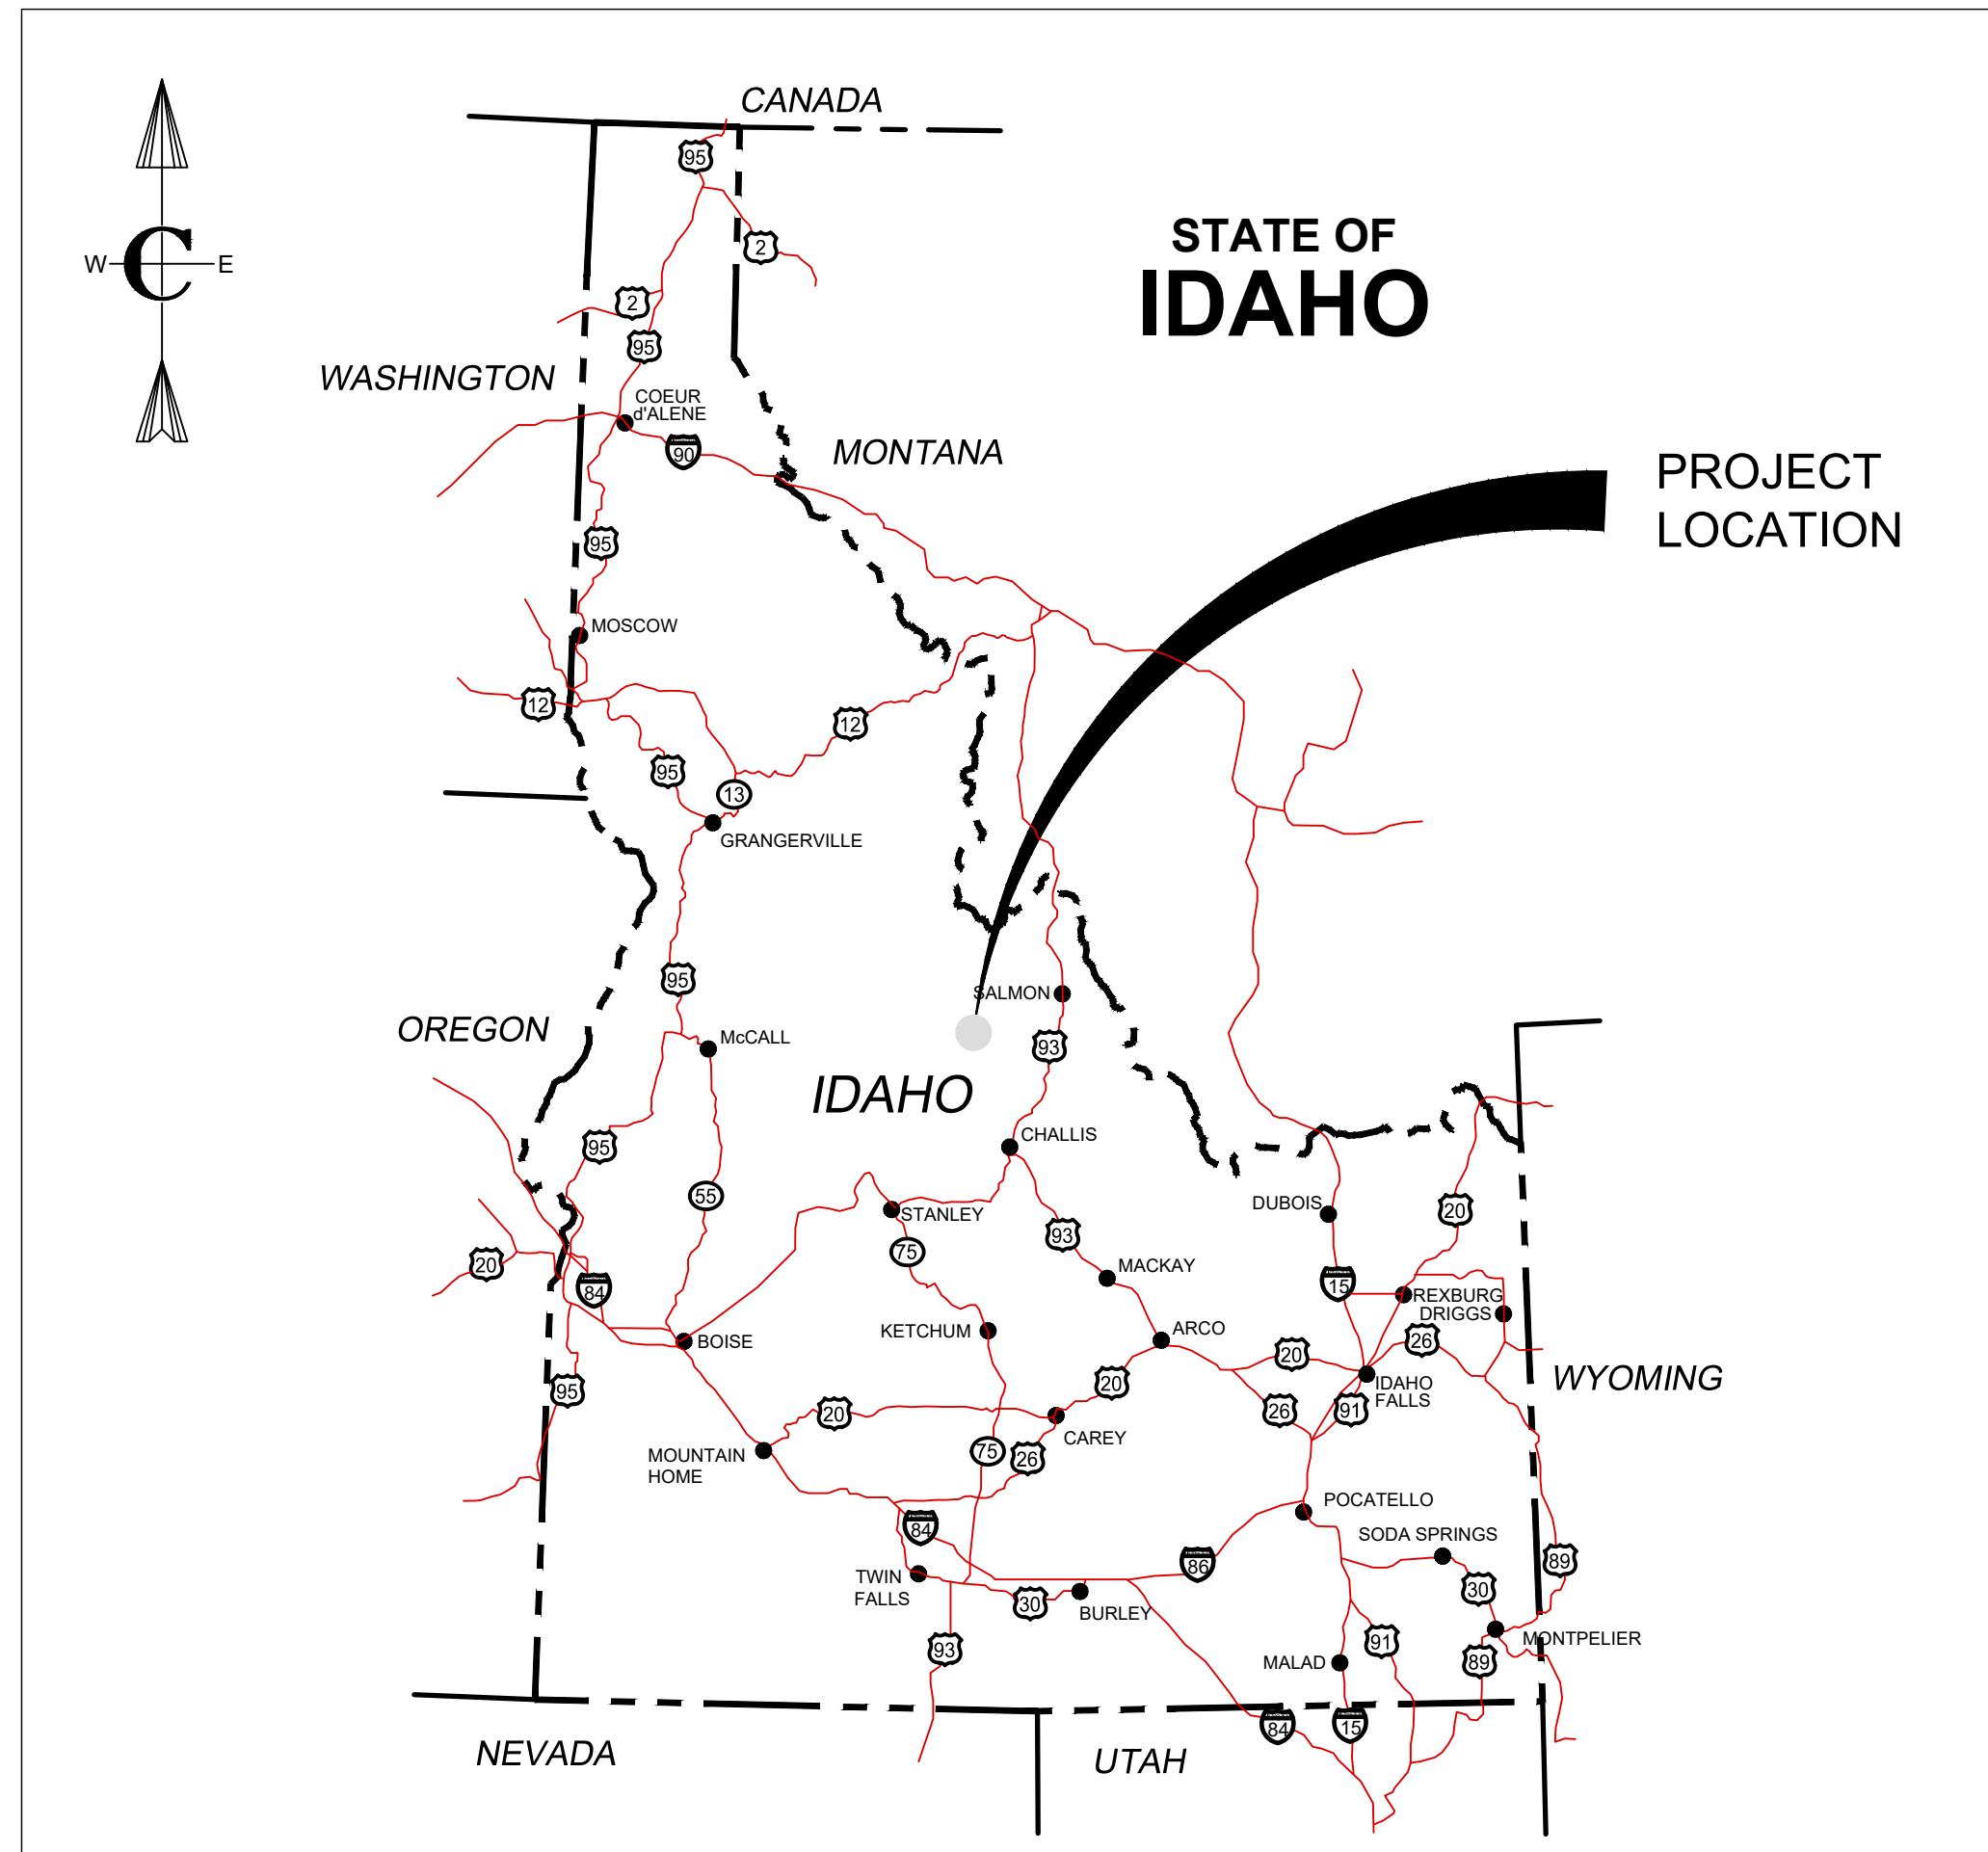 CANADA
95
STATE OF
IDAHO
2
W C E
2
95
WASHINGTON
COEUR
d'ALENE
90
MONTANA
PROJECT
LOCATION
95
MOSCOW
12
12
95
13
GRANGERVILLE
95
SALMON
OREGON
McCALL
93
IDAHO
CHALLIS
95
55
STANLEY
DUBOIS
20
75
93
20
MACKAY
84
15
REXBURG
DRIGGS
KETCHUM
ARCO
BOISE
26
20
WYOMING
95
20
IDAHO
FALLS
20
26
91
CAREY
MOUNTAIN
HOME
75
26
POCATELLO
84
SODA SPRINGS
89
86
TWIN
FALLS
30
30
BURLEY
93
91
MONTPELIER
MALAD
89
84
15
NEVADA
UTAH